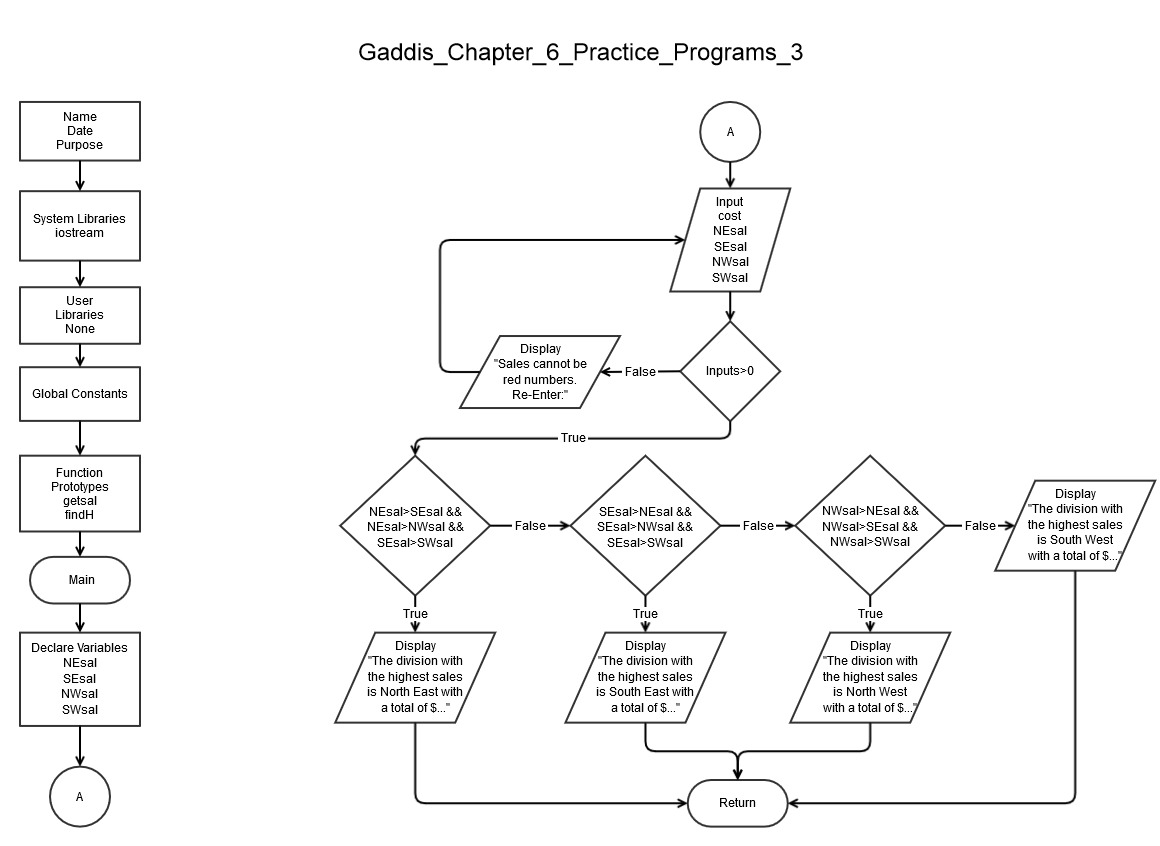 Gaddis_Chapter_6_Practice_Programs_3
Name
Date
Purpose
System Libraries
iostream
User
Libraries
None
Global Constants
Function
Prototypes
getsal
findH
Main
Declare Variables
NEsal
SEsal
NWsal
SWsal
A
A
Input
cost
NEsal
SEsal
NWsal
SWsal
Inputs>0
False
Display
"Sales cannot be
red numbers.
Re-Enter:"
True
NEsal>SEsal &&
NEsal>NWsal &&
SEsal>SWsal
False
SEsal>NEsal &&
SEsal>NWsal &&
SEsal>SWsal
False
NWsal>NEsal &&
NWsal>SEsal &&
NWsal>SWsal
False
Display
"The division with
the highest sales
is South West
with a total of $..."
True
True
True
Display
"The division with
the highest sales
is North East with
a total of $..."
Display
"The division with
the highest sales
is South East with
a total of $..."
Display
"The division with
the highest sales
is North West
with a total of $..."
Return